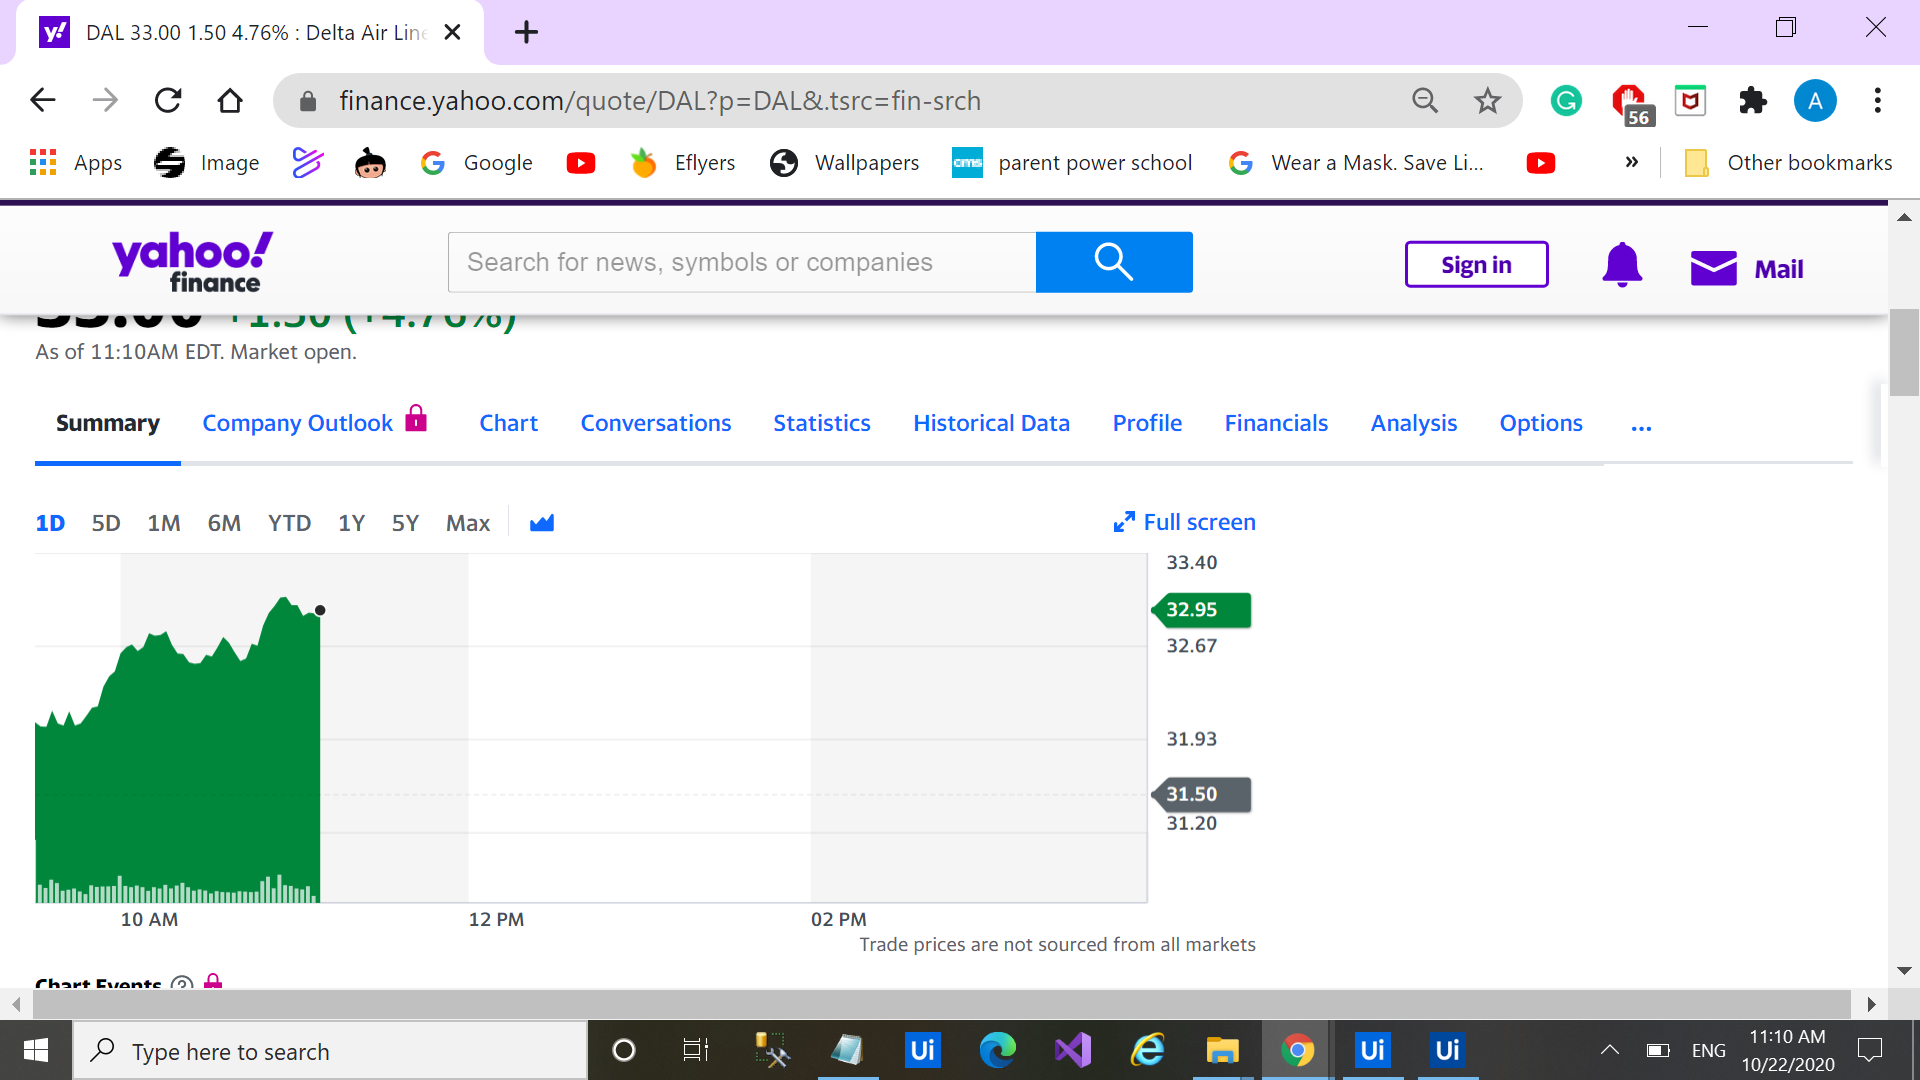 DAL 33.00 1.50 4.76% : Delta Air Line
finance.yahoo.com/quote/DAL?p=DAL&.tsrc=fin-srch
56
A
Apps
Image
Google
Eflyers
Wallpapers
cms
parent power school
Wear a Mask. Save Li...
»
Other bookmarks
yahoo!
finance
Search for news, symbols or companies
Sign in
Mail
33.00 +1.50 (+4.76%)
As of 11:10AM EDT. Market open.
Summary Company Outlook Chart Conversations Statistics Historical Data Profile Financials Analysis Options ...
1D 5D 1M 6M YTD 1Y 5Y Max
Full screen
33.40
32.95
32.67
31.93
31.50
31.20
10 AM 12 PM 02 PM
Trade prices are not sourced from all markets
Chart Events ?
Type here to search
Ui
Ui
Ui
ENG
11:10 AM
10/22/2020